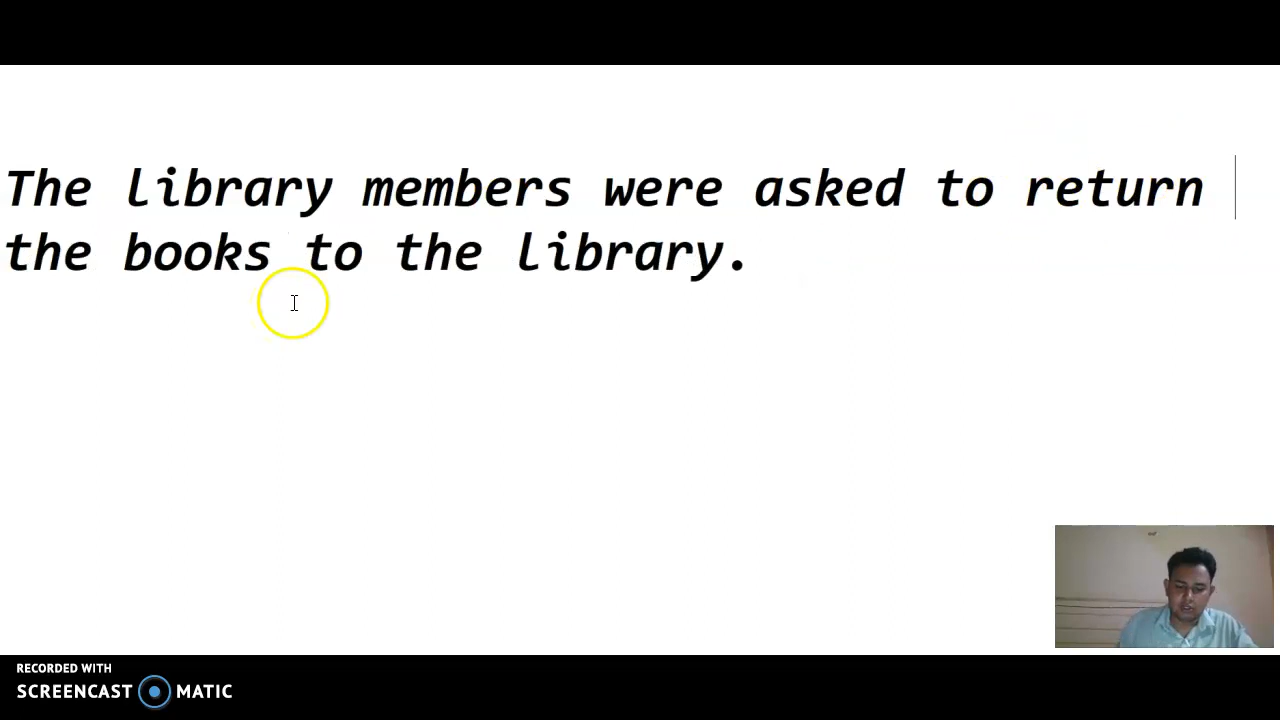 The library members were asked to return
the books to the library.
RECORDED WITH
SCREENCAST MATIC